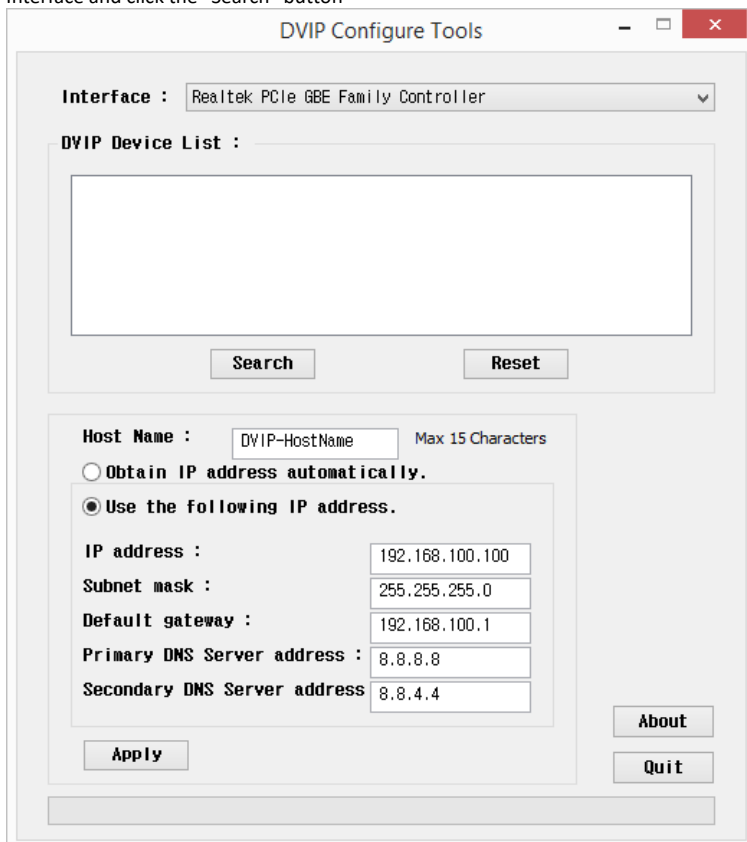 interface and click the "Search" button
DVIP Configure Tools
Interface : Realtek PCIe GBE Family Controller
DVIP Device List :
Search Reset
Host Name : DVIP-HostName Max 15 Characters
Obtain IP address automatically.
Use the following IP address.
IP address : 192.168.100.100
Subnet mask : 255.255.255.0
Default gateway : 192.168.100.1
Primary DNS Server address : 8.8.8.8
Secondary DNS Server address 8.8.4.4
About
Apply
Quit